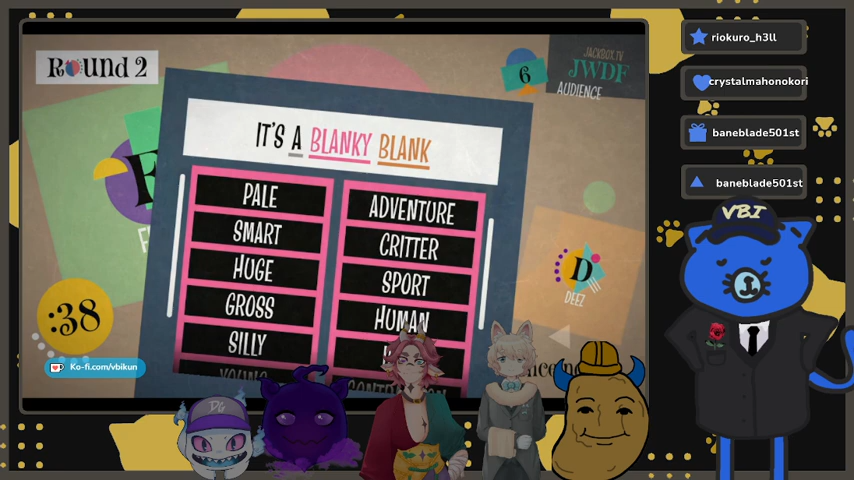 Round 2
6
JACKBOX.TV
JWDF
AUDIENCE
IT'S A BLANKY BLANK
PALE
SMART
HUGE
GROSS
SILLY
YOUNG
ADVENTURE
CRITTER
SPORT
HUMAN
D
DEEZ
:38
Ko-fi.com/vbikun
riokuro_h3ll
crystalmahonokori
baneblade501st
baneblade501st
VBI
DG